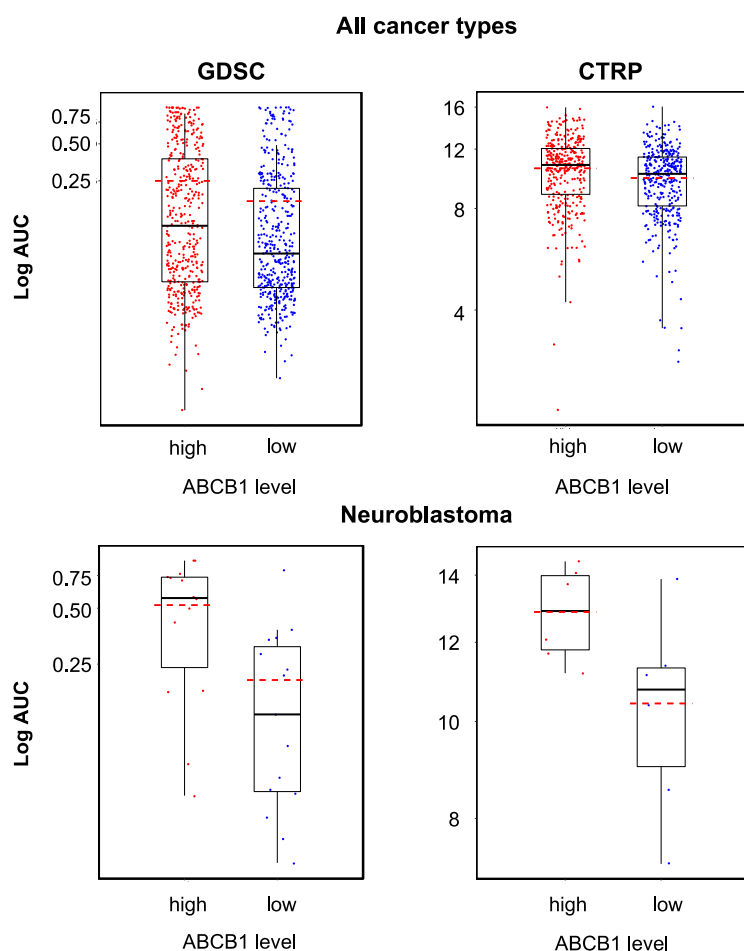 All cancer types
GDSC
CTRP
Log AUC
0.75
0.50
0.25
16
12
8
4
high
low
high
low
ABCB1 level
ABCB1 level
Neuroblastoma
Log AUC
0.75
0.50
0.25
14
12
10
8
high
low
high
low
ABCB1 level
ABCB1 level